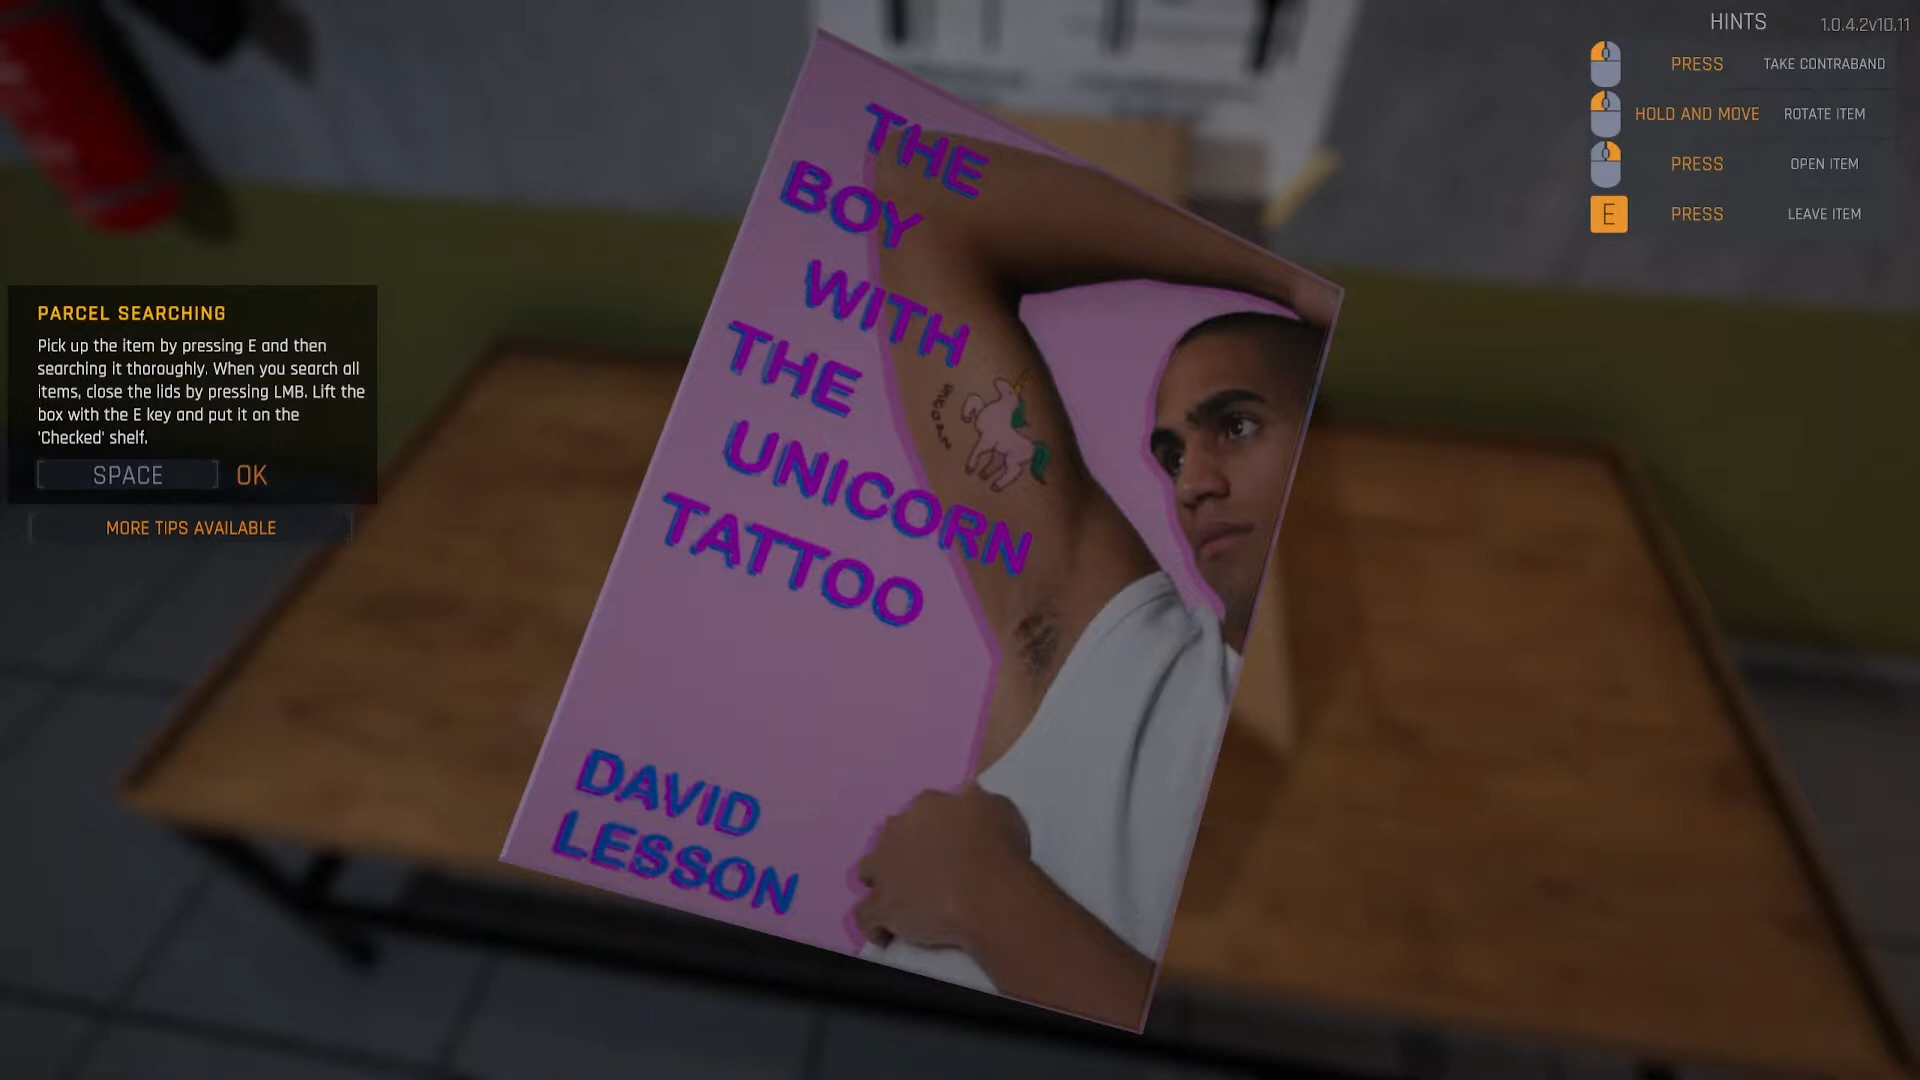 HINTS
1.0.4.2v10.11
PRESS TAKE CONTRABAND
HOLD AND MOVE ROTATE ITEM
PRESS OPEN ITEM
E PRESS LEAVE ITEM
PARCEL SEARCHING
Pick up the item by pressing E and then
searching it thoroughly. When you search all
items, close the lids by pressing LMB. Lift the
box with the E key and put it on the
'Checked' shelf.
SPACE OK
MORE TIPS AVAILABLE
THE
BOY
WITH
THE
UNICORN
TATTOO
DAVID
LESSON